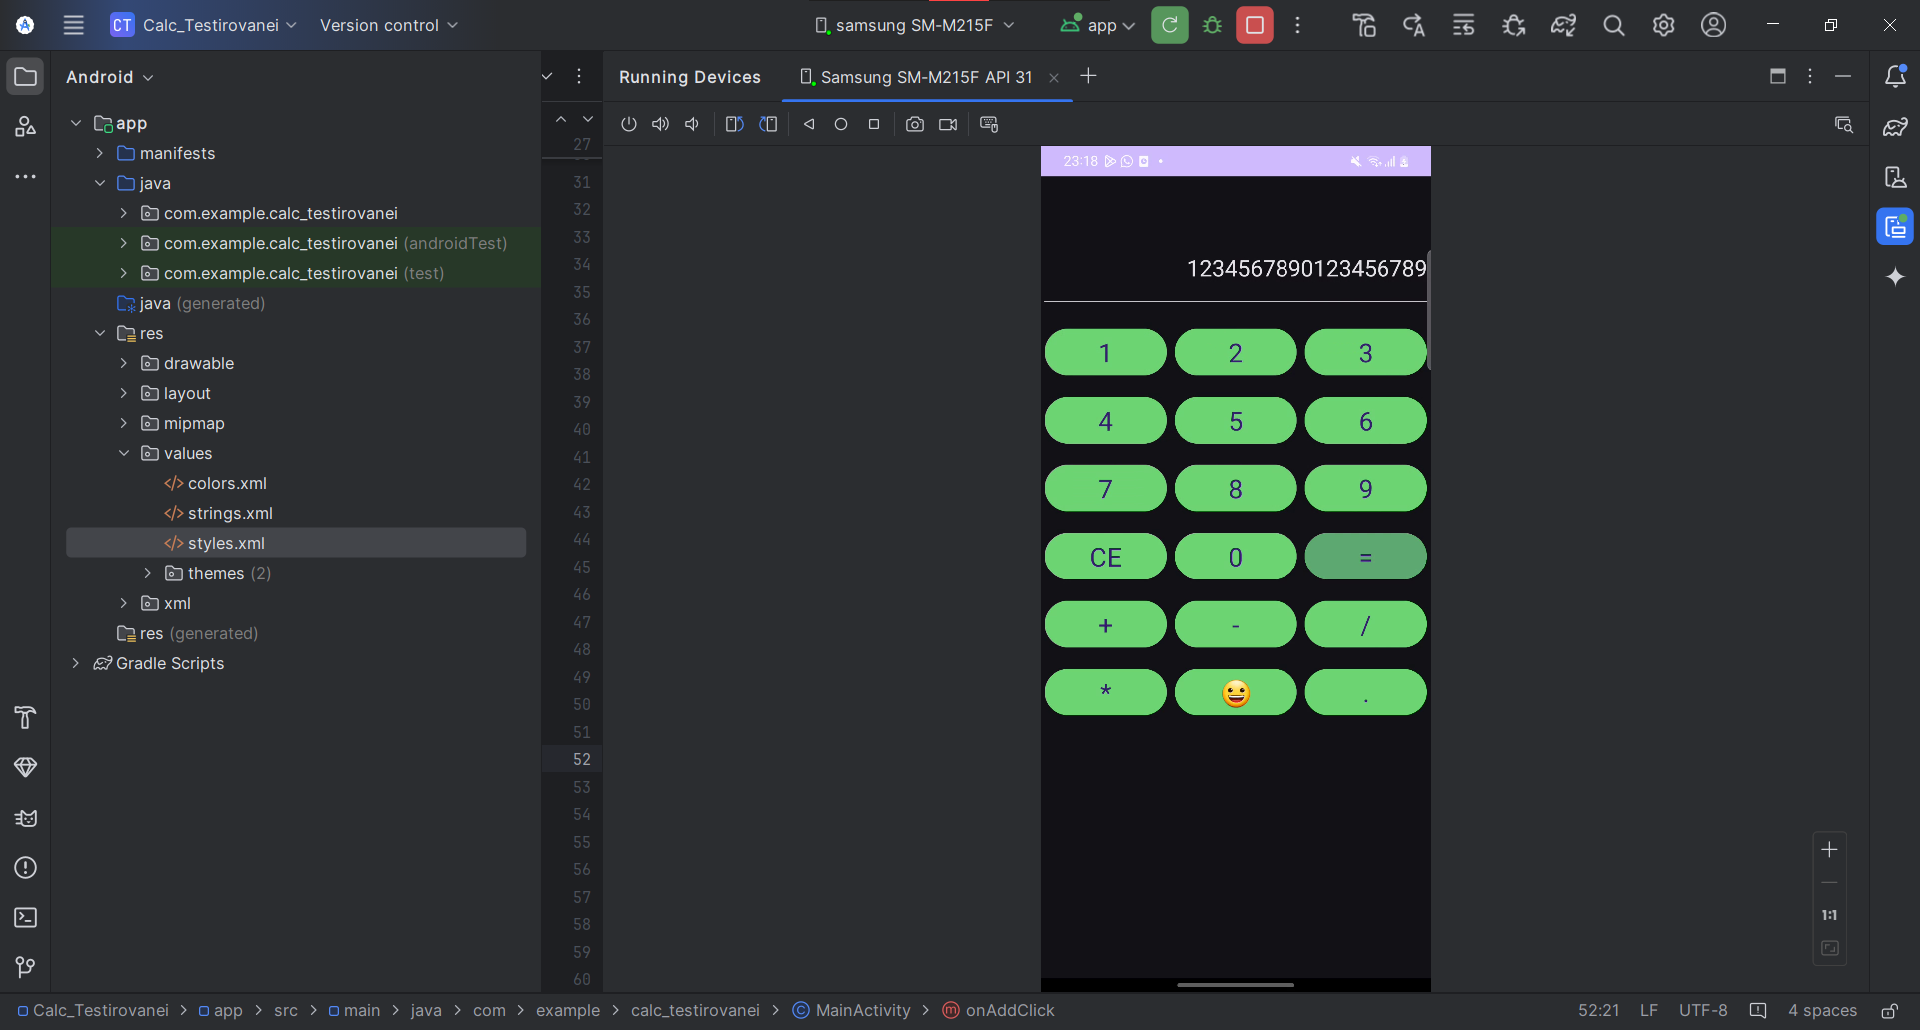 CT Calc_Testirovanei Version control samsung SM-M215F app
Android
app
manifests
java
com.example.calc_testirovanei
com.example.calc_testirovanei (androidTest)
com.example.calc_testirovanei (test)
java (generated)
res
drawable
layout
mipmap
values
colors.xml
strings.xml
styles.xml
themes (2)
xml
res (generated)
Gradle Scripts
27
31
32
33
34
35
36
37
38
39
40
41
42
43
44
45
46
47
48
49
50
51
52
53
54
55
56
57
58
59
60
Running Devices Samsung SM-M215F API 31
23:18
1234567890123456789
1 2 3
4 5 6
7 8 9
CE 0 =
+ - /
* 😀 .
1:1
Calc_Testirovanei app src main java com example calc_testirovanei MainActivity onAddClick 52:21 LF UTF-8 4 spaces